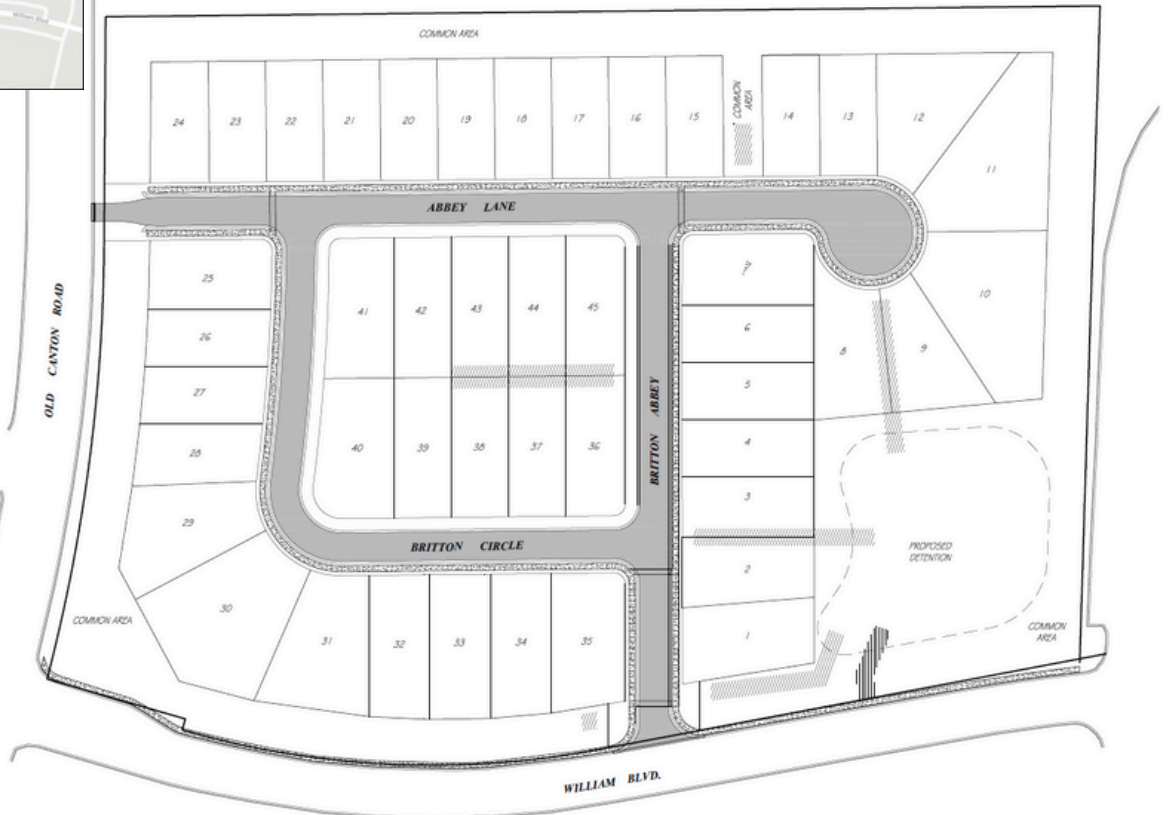 William Blvd
COMMON AREA
24 23 22 21 20 19 18 17 16 15
COMMON
AREA
14 13 12
11
ABBEY LANE
10
25
26
27
28
29
30
31 32 33 34 35
41 42 43 44 45
40 39 38 37 36
7
6
5
4
3
2
1
8
9
OLD CANTON ROAD
BRITTON ABBEY
BRITTON CIRCLE
PROPOSED
DETENTION
COMMON AREA
COMMON
AREA
WILLIAM BLVD.